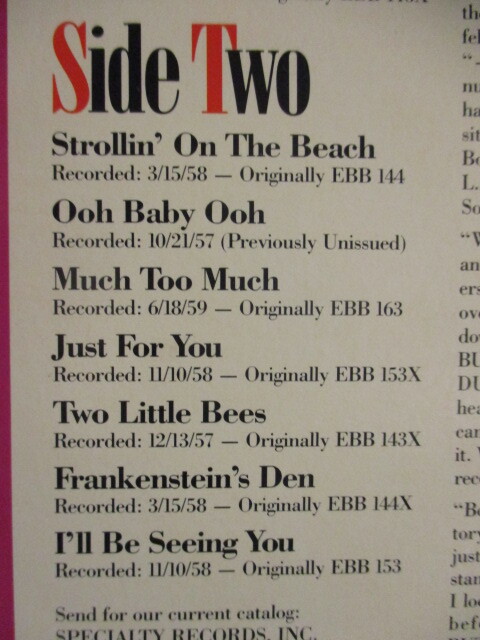 Side Two
Strollin' On The Beach
Recorded: 3/15/58 — Originally EBB 144
Ooh Baby Ooh
Recorded: 10/21/57 (Previously Unissued)
Much Too Much
Recorded: 6/18/59 — Originally EBB 163
Just For You
Recorded: 11/10/58 — Originally EBB 153X
Two Little Bees
Recorded: 12/13/57 — Originally EBB 143X
Frankenstein's Den
Recorded: 3/15/58 — Originally EBB 144X
I'll Be Seeing You
Recorded: 11/10/58 — Originally EBB 153
Send for our current catalog:
SPECIALTY RECORDS, INC.